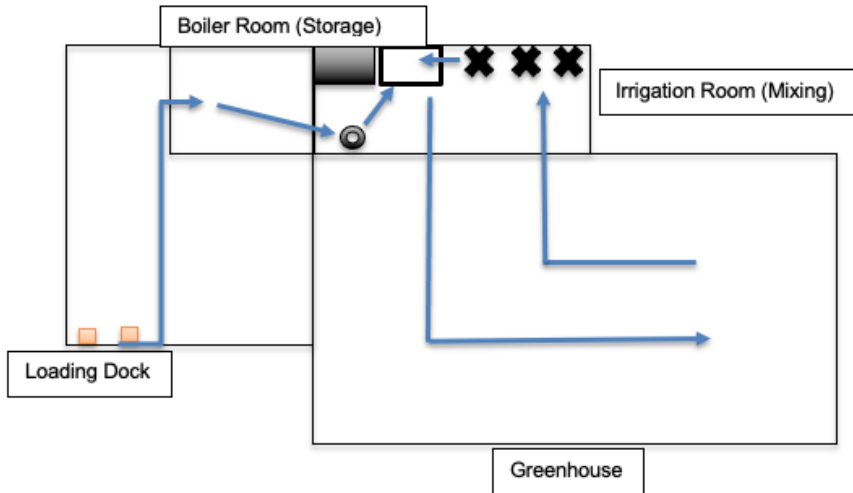 Boiler Room (Storage)
Irrigation Room (Mixing)
Loading Dock
Greenhouse